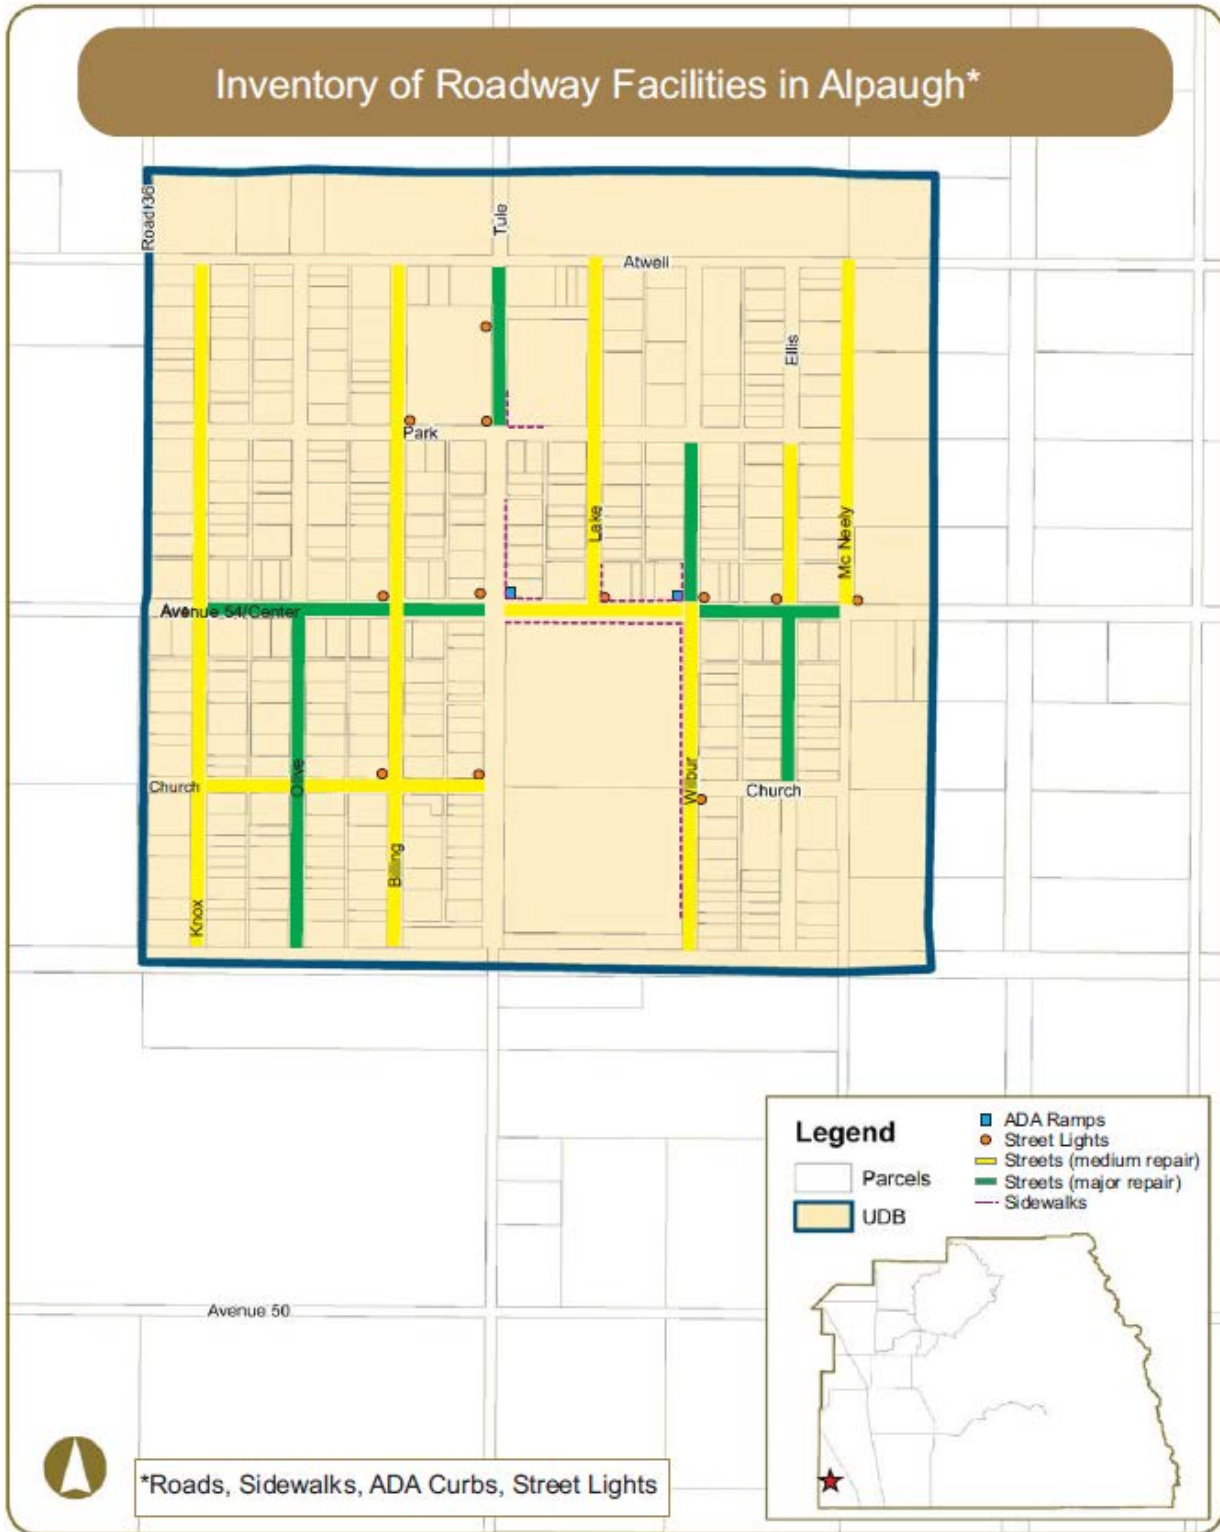 Inventory of Roadway Facilities in Alpaugh*
Road 36
Tule
Atwell
Ellis
Park
Lake
Mc Neely
Avenue 54/Center
Olive
Wilbur
Church
Church
Billing
Knox
Legend
Parcels
UDB
ADA Ramps
Street Lights
Streets (medium repair)
Streets (major repair)
Sidewalks
Avenue 50
*Roads, Sidewalks, ADA Curbs, Street Lights